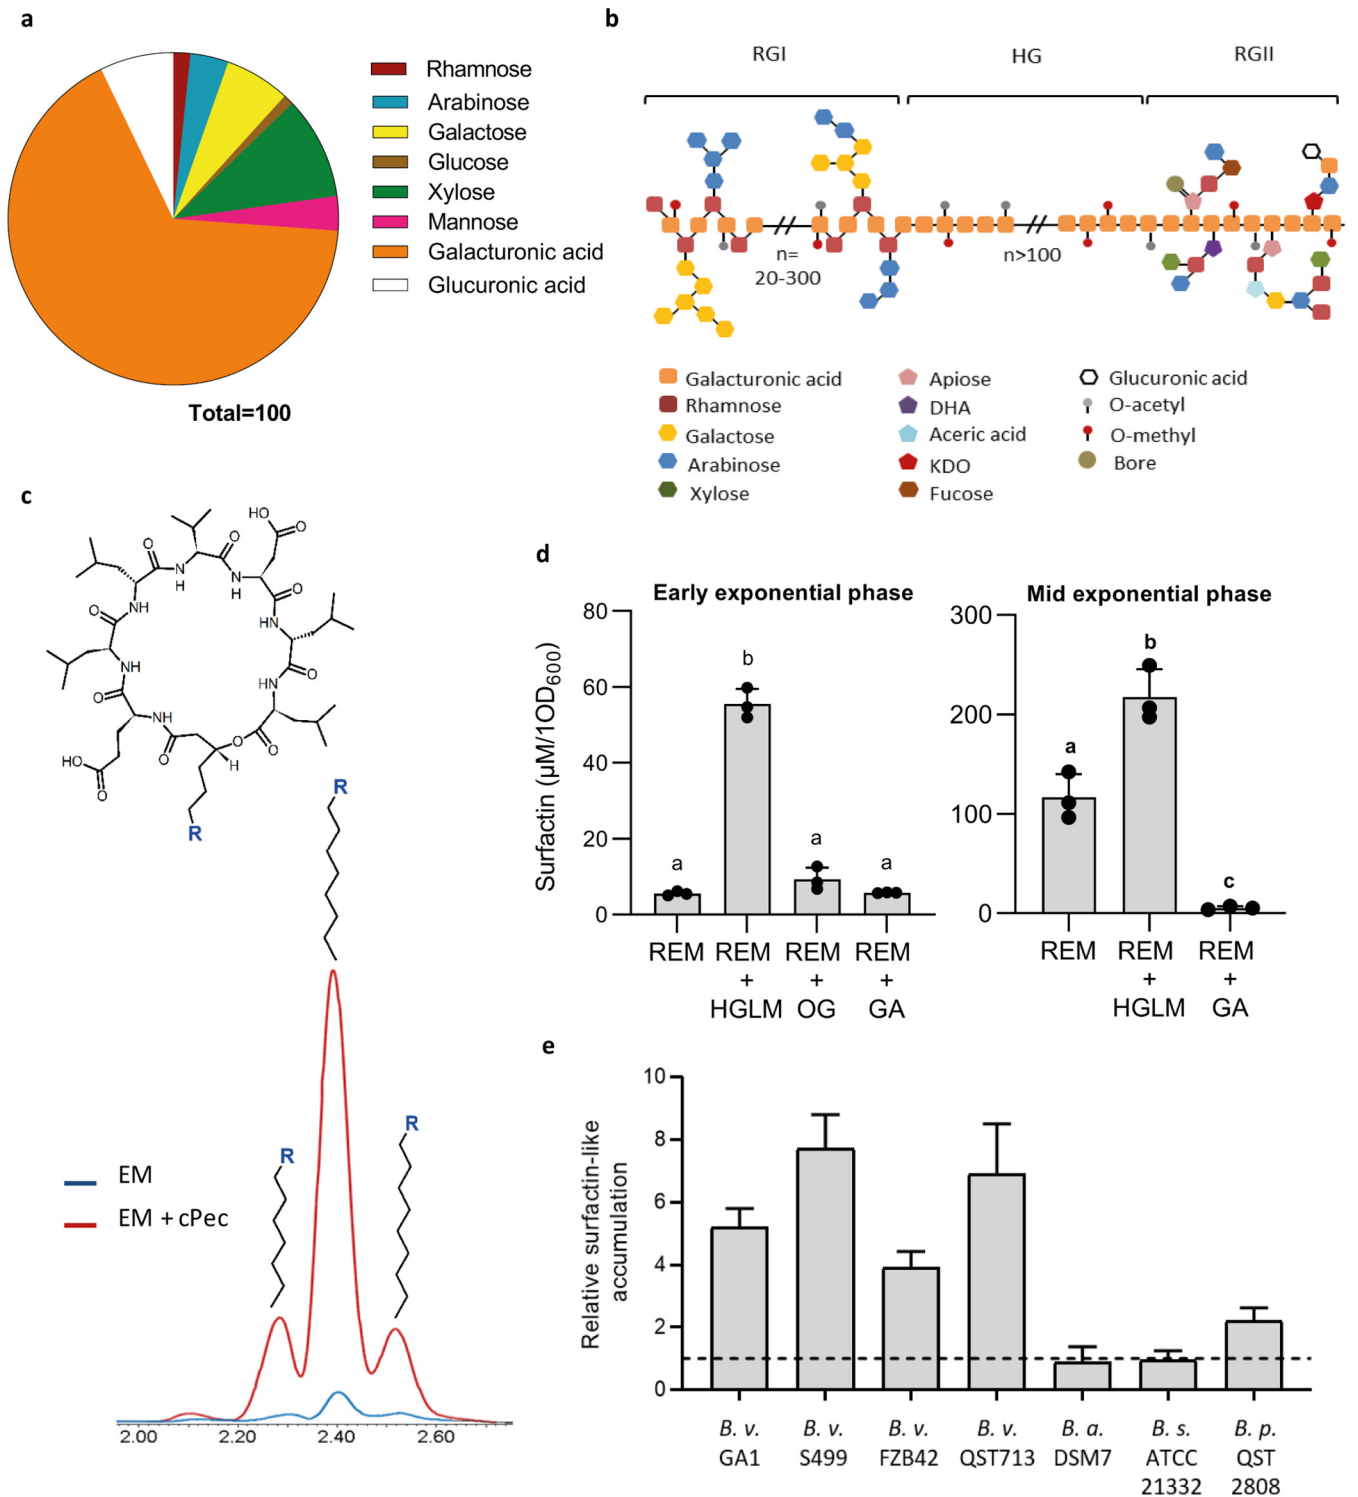 a
Rhamnose
Arabinose
Galactose
Glucose
Xylose
Mannose
Galacturonic acid
Glucuronic acid
Total=100
b
RGI
HG
RGII
n=
20-300
n>100
Galacturonic acid
Rhamnose
Galactose
Arabinose
Xylose
Apiose
DHA
Aceric acid
KDO
Fucose
Glucuronic acid
O-acetyl
O-methyl
Bore
c
HO
O
O
O
N
H
N
H
O
O
NH
HN
O
O
NH
HN
O
NH
O
O
O
H
HO
O
R
R
R
R
EM
EM + cPec
2.00 2.20 2.40 2.60
d
Early exponential phase
Surfactin (µM/1OD600)
80
60
40
20
0
a b a a
REM REM REM REM
+ + +
HGLM OG GA
Mid exponential phase
300
200
100
0
a b c
REM REM REM
+ +
HGLM GA
e
Relative surfactin-like
accumulation
10
8
6
4
2
0
B. v. B. v. B. v. B. v. B. a. B. s. B. p.
GA1 S499 FZB42 QST713 DSM7 ATCC QST
21332 2808